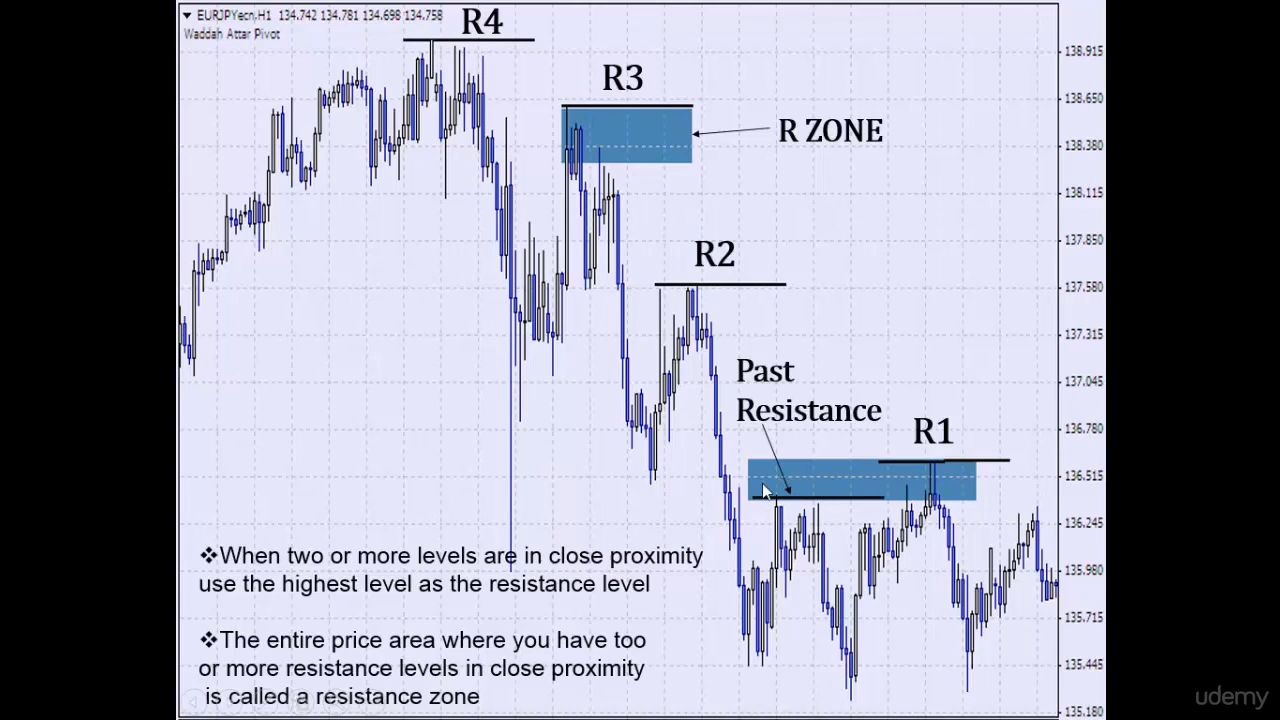 EURJPYecn,H1 134.742 134.781 134.698 134.758
Waddah Attar Pivot
R4
R3
R ZONE
R2
Past
Resistance
R1
138.915
138.650
138.380
138.115
137.850
137.580
137.315
137.045
136.780
136.515
136.245
135.980
135.715
135.445
135.180
❖When two or more levels are in close proximity
use the highest level as the resistance level
❖The entire price area where you have too
or more resistance levels in close proximity
is called a resistance zone
udemy